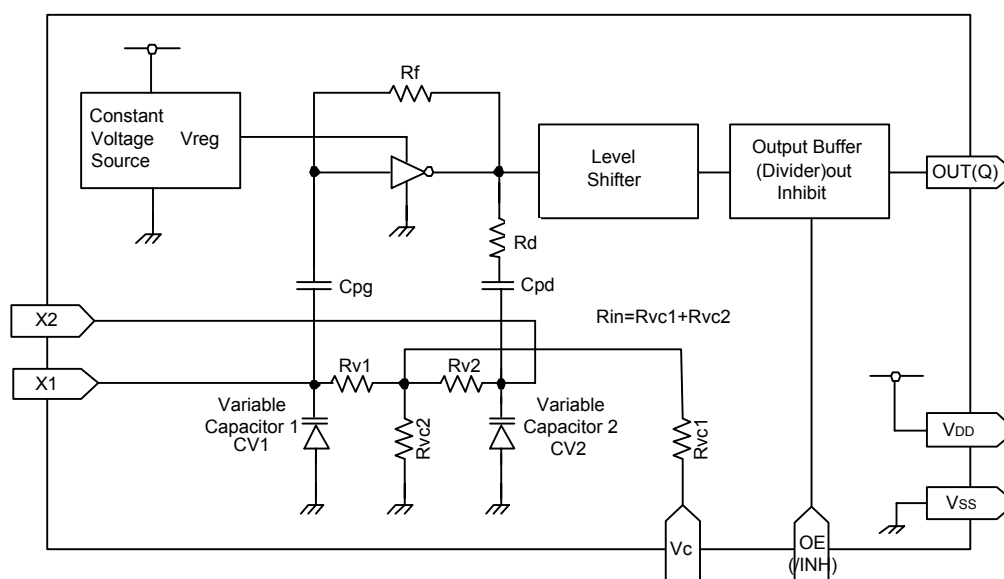 Rf
Constant
Voltage Vreg
Source
Level
Shifter
Output Buffer
(Divider)out
Inhibit
OUT(Q)
Rd
Cpg
Cpd
X2
Rin=Rvc1+Rvc2
X1
Rv1
Rv2
Variable
Capacitor 1
CV1
Rvc2
Variable
Capacitor 2
CV2
Rvc1
VDD
VSS
Vc
OE
(/INH)